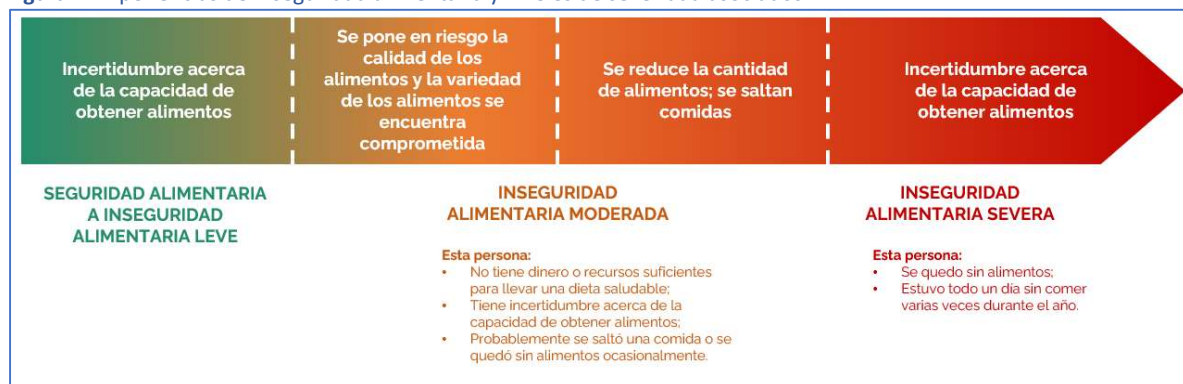 Incertidumbre acerca
de la capacidad de
obtener alimentos
Se pone en riesgo la
calidad de los
alimentos y la variedad
de los alimentos se
encuentra
comprometida
Se reduce la cantidad
de alimentos; se saltan
comidas
Incertidumbre acerca
de la capacidad de
obtener alimentos
SEGURIDAD ALIMENTARIA
A INSEGURIDAD
ALIMENTARIA LEVE
INSEGURIDAD
ALIMENTARIA MODERADA
Esta persona:
• No tiene dinero o recursos suficientes
para llevar una dieta saludable;
• Tiene incertidumbre acerca de la
capacidad de obtener alimentos;
• Probablemente se saltó una comida o se
quedó sin alimentos ocasionalmente.
INSEGURIDAD
ALIMENTARIA SEVERA
Esta persona:
• Se quedo sin alimentos;
• Estuvo todo un día sin comer
varias veces durante el año.